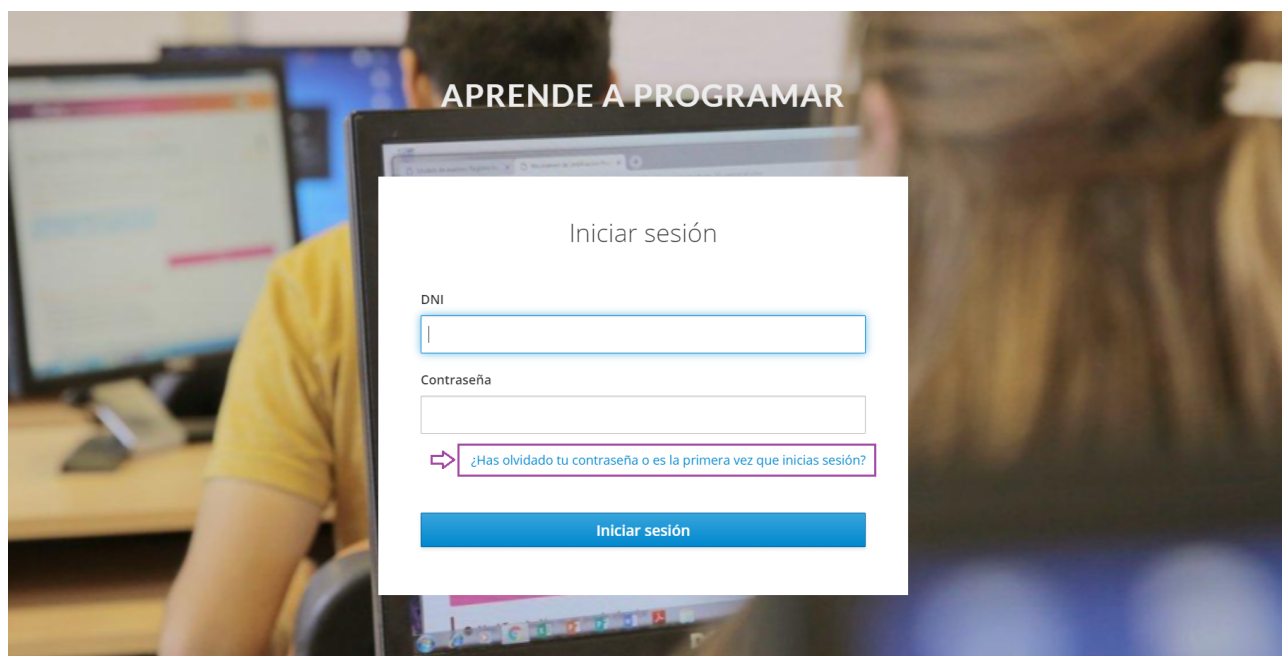 APRENDE A PROGRAMAR
Iniciar sesión
DNI
Contraseña
¿Has olvidado tu contraseña o es la primera vez que inicias sesión?
Iniciar sesión